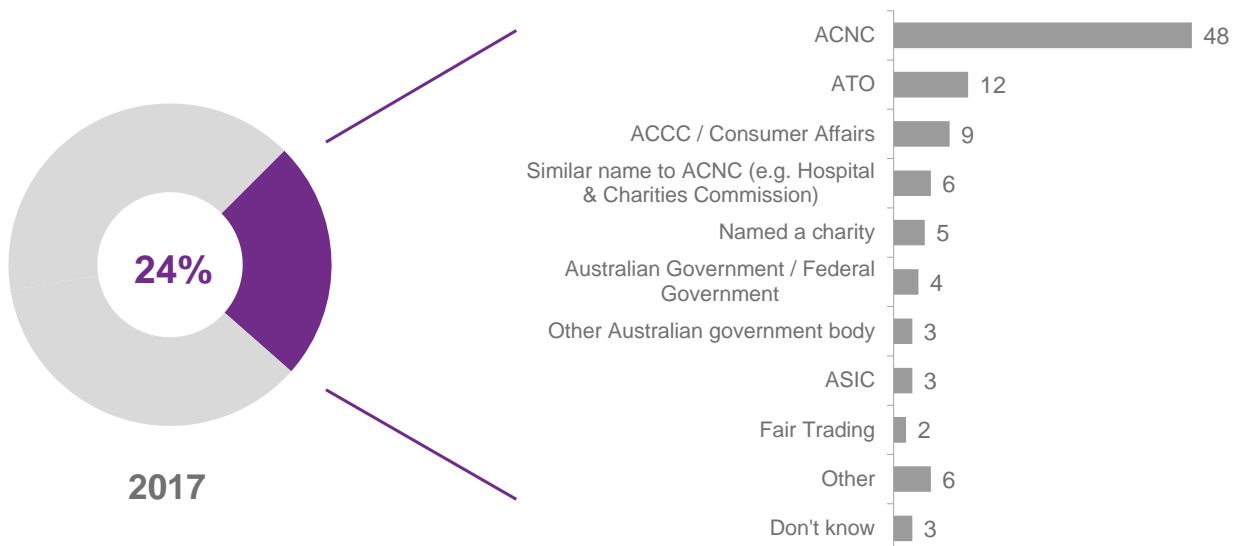 24%
2017
ACNC 48
ATO 12
ACCC / Consumer Affairs 9
Similar name to ACNC (e.g. Hospital
& Charities Commission) 6
Named a charity 5
Australian Government / Federal
Government 4
Other Australian government body 3
ASIC 3
Fair Trading 2
Other 6
Don't know 3